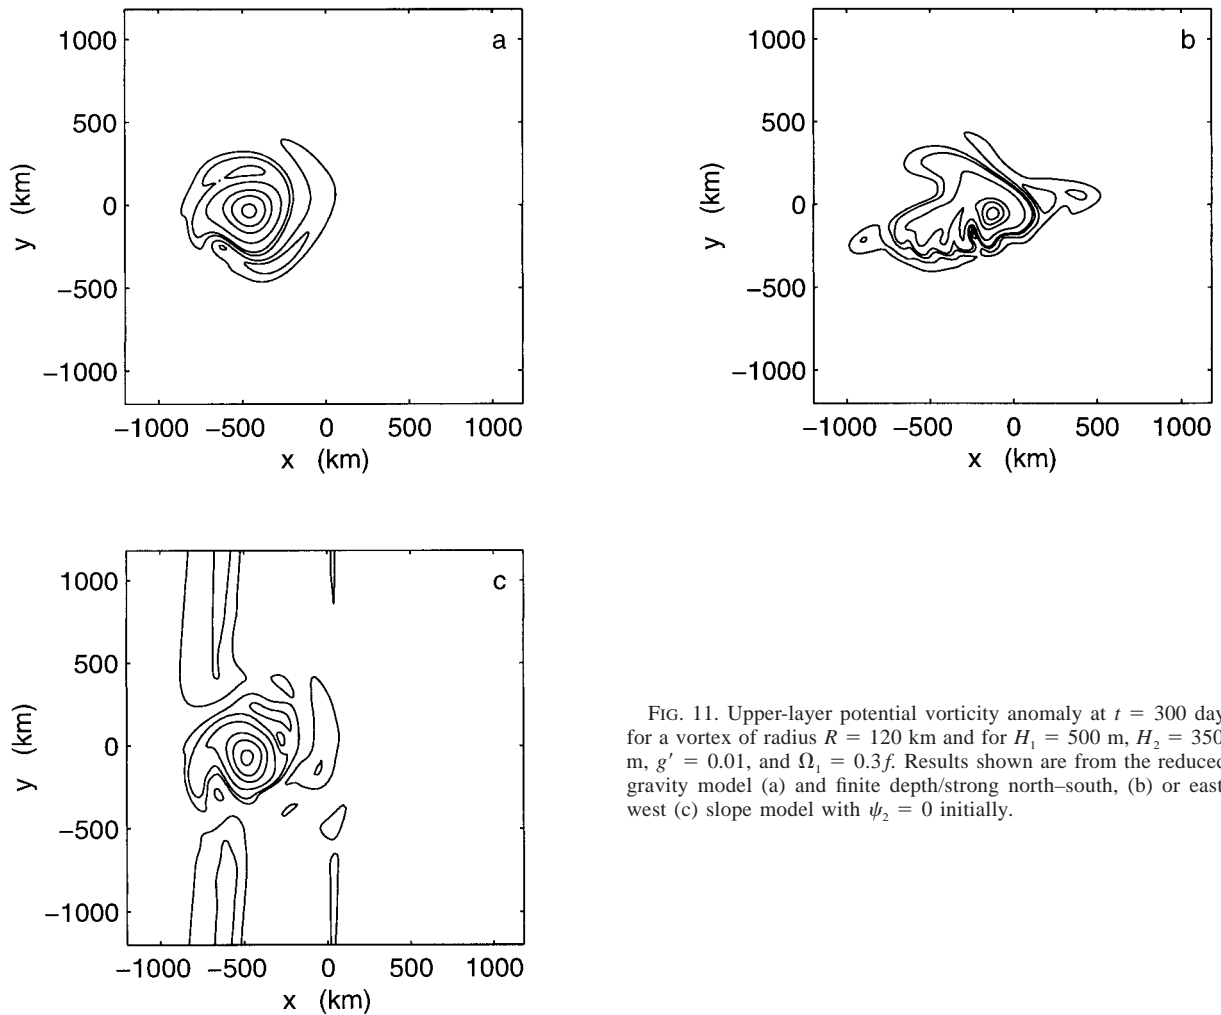 a
1000
500
0
−500
−1000
y (km)
−1000 −500 0 500 1000
x (km)
b
1000
500
0
−500
−1000
y (km)
−1000 −500 0 500 1000
x (km)
c
1000
500
0
−500
−1000
y (km)
−1000 −500 0 500 1000
x (km)
FIG. 11. Upper-layer potential vorticity anomaly at t = 300 day
for a vortex of radius R = 120 km and for H₁ = 500 m, H₂ = 350
m, g′ = 0.01, and Ω₁ = 0.3f. Results shown are from the reduced
gravity model (a) and finite depth/strong north–south, (b) or east
west (c) slope model with ψ₂ = 0 initially.